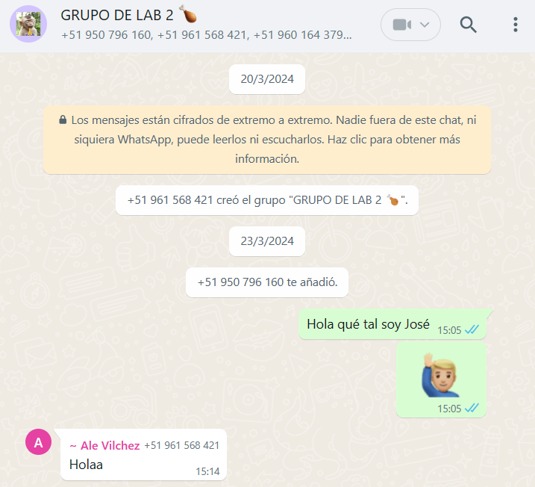 GRUPO DE LAB 2 🍗
+51 950 796 160, +51 961 568 421, +51 960 164 379...
20/3/2024
Los mensajes están cifrados de extremo a extremo. Nadie fuera de este chat, ni
siquiera WhatsApp, puede leerlos ni escucharlos. Haz clic para obtener más
información.
+51 961 568 421 creó el grupo "GRUPO DE LAB 2 🍗".
23/3/2024
+51 950 796 160 te añadió.
Hola qué tal soy José 15:05
15:05
A
~ Ale Vilchez +51 961 568 421
Holaa 15:14